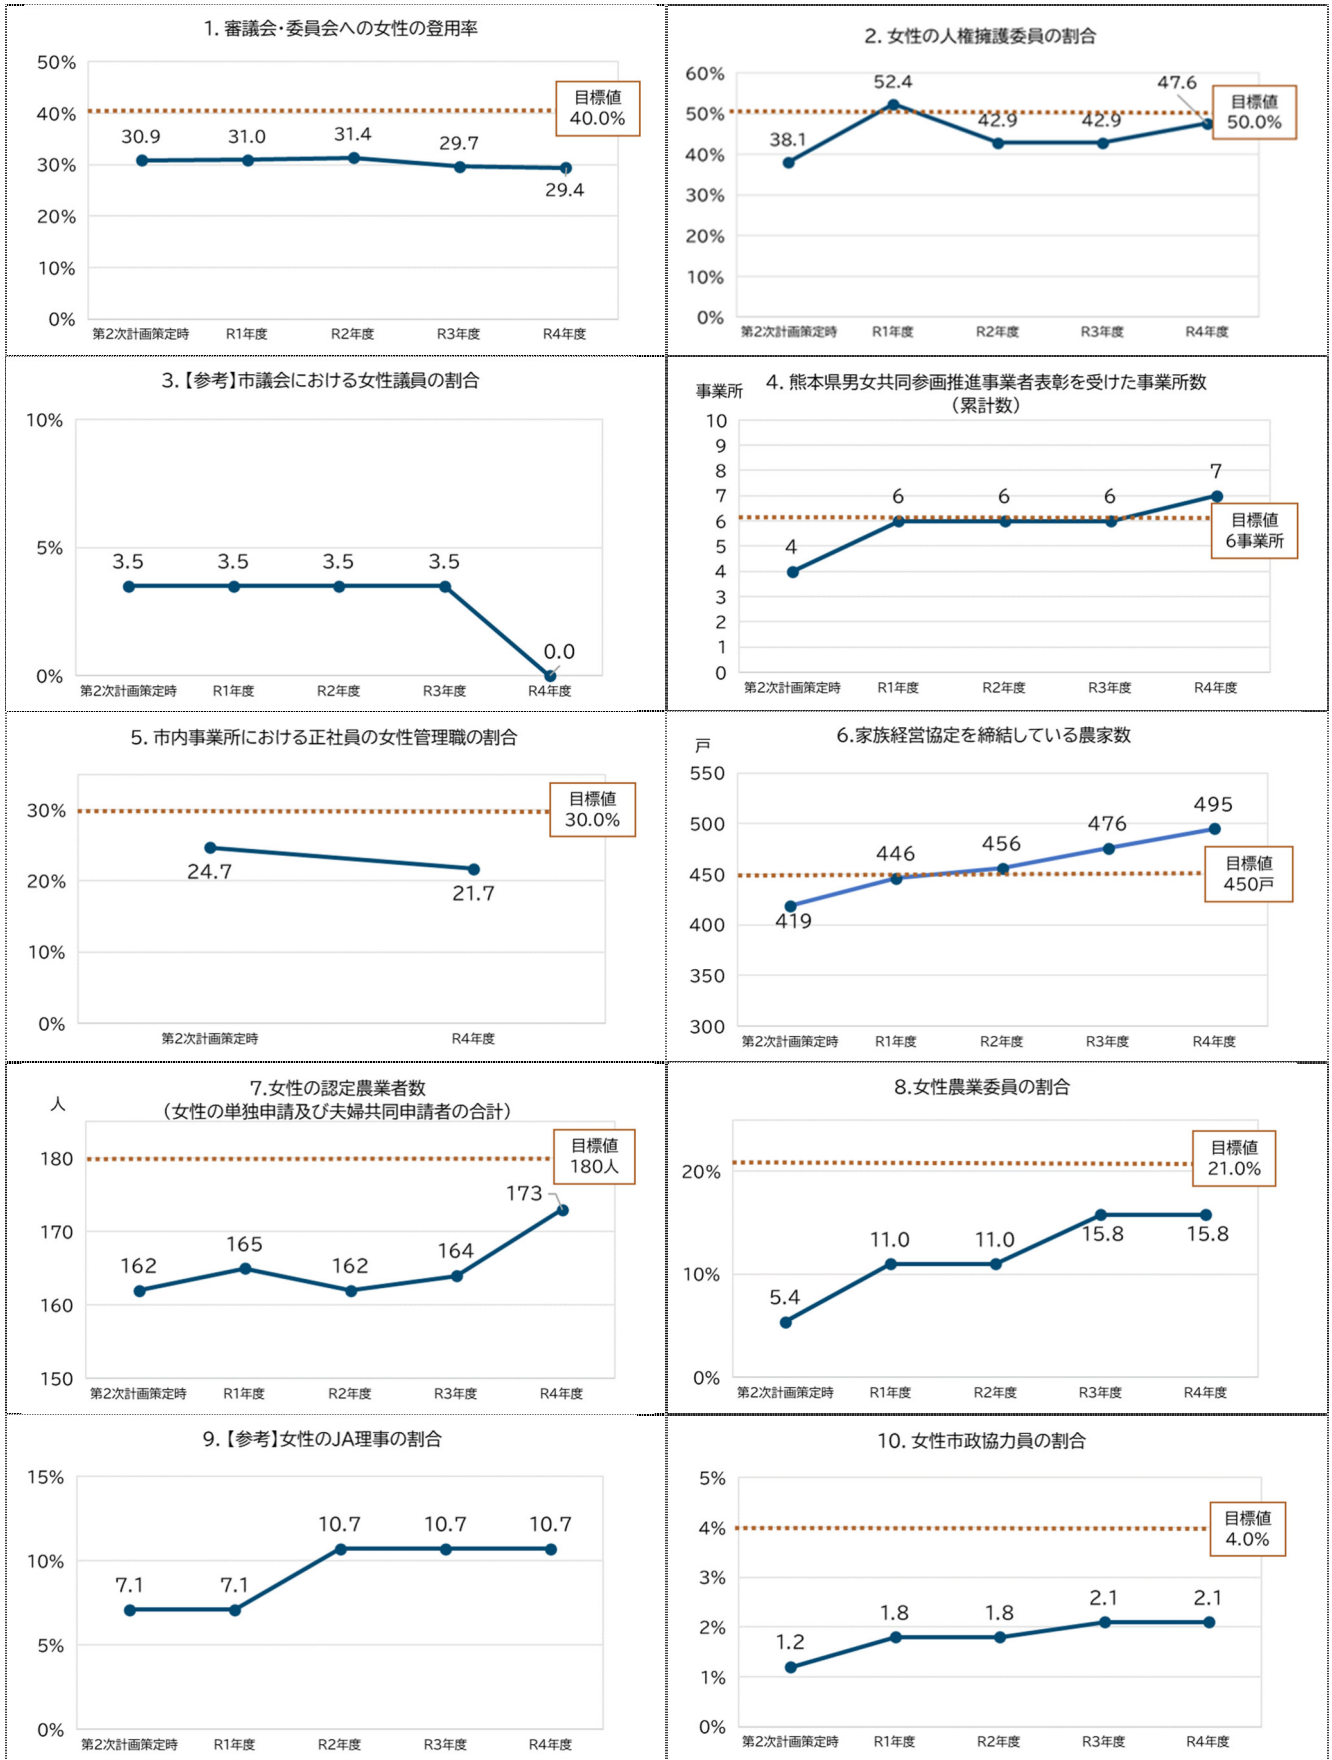 1. 審議会・委員会への女性の登用率
50%
40%
30%
20%
10%
0%
目標値
40.0%
30.9
31.0
31.4
29.7
29.4
第2次計画策定時
R1年度
R2年度
R3年度
R4年度
2. 女性の人権擁護委員の割合
60%
50%
40%
30%
20%
10%
0%
目標値
50.0%
38.1
52.4
42.9
42.9
47.6
第2次計画策定時
R1年度
R2年度
R3年度
R4年度
3. 【参考】市議会における女性議員の割合
10%
5%
0%
3.5
3.5
3.5
3.5
0.0
第2次計画策定時
R1年度
R2年度
R3年度
R4年度
4. 熊本県男女共同参画推進事業者表彰を受けた事業所数
（累計数）
事業所
10
9
8
7
6
5
4
3
2
1
0
目標値
6事業所
4
6
6
6
7
第2次計画策定時
R1年度
R2年度
R3年度
R4年度
5. 市内事業所における正社員の女性管理職の割合
30%
20%
10%
0%
目標値
30.0%
24.7
21.7
第2次計画策定時
R4年度
6.家族経営協定を締結している農家数
戸
550
500
450
400
350
300
目標値
450戸
419
446
456
476
495
第2次計画策定時
R1年度
R2年度
R3年度
R4年度
7.女性の認定農業者数
（女性の単独申請及び夫婦共同申請者の合計）
人
180
170
160
150
目標値
180人
162
165
162
164
173
第2次計画策定時
R1年度
R2年度
R3年度
R4年度
8.女性農業委員の割合
20%
10%
0%
目標値
21.0%
5.4
11.0
11.0
15.8
15.8
第2次計画策定時
R1年度
R2年度
R3年度
R4年度
9. 【参考】女性のJA理事の割合
15%
10%
5%
0%
7.1
7.1
10.7
10.7
10.7
第2次計画策定時
R1年度
R2年度
R3年度
R4年度
10. 女性市政協力員の割合
5%
4%
3%
2%
1%
0%
目標値
4.0%
1.2
1.8
1.8
2.1
2.1
第2次計画策定時
R1年度
R2年度
R3年度
R4年度